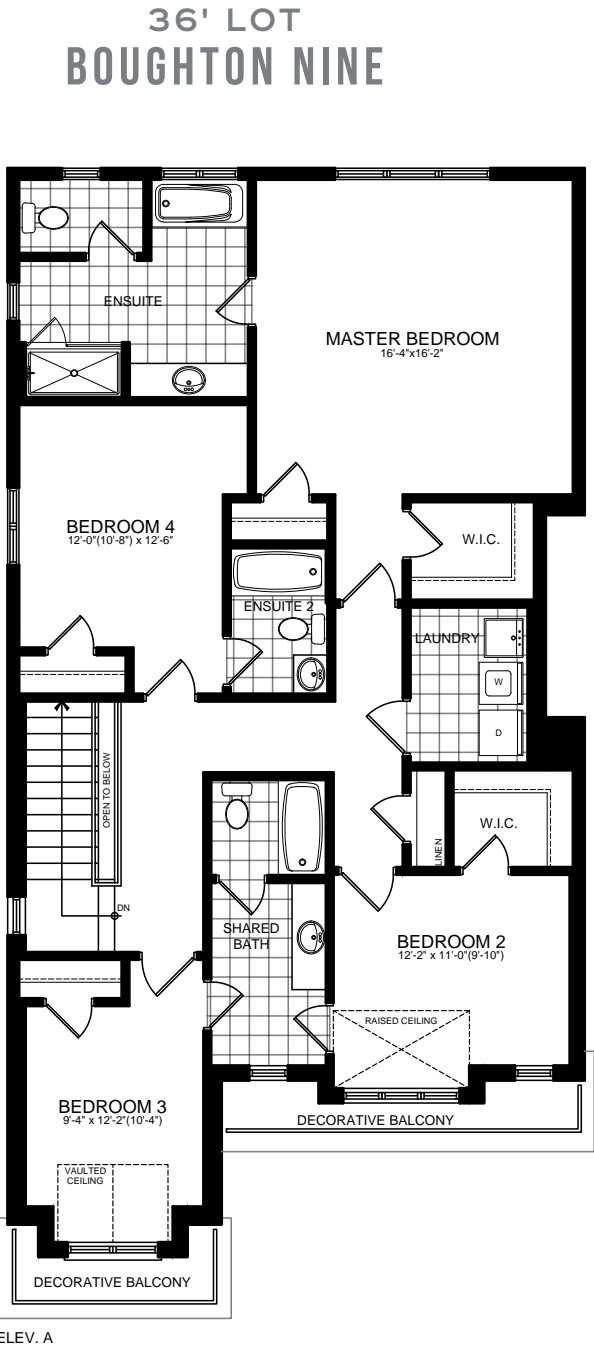 36' LOT
BOUGHTON NINE
ENSUITE
MASTER BEDROOM
16'-4"x16'-2"
BEDROOM 4
12'-0"(10'-8") x 12'-6"
W.I.C.
ENSUITE 2
LAUNDRY
W
D
OPEN TO BELOW
W.I.C.
LINEN
DN
SHARED
BATH
BEDROOM 2
12'-2" x 11'-0"(9'-10")
RAISED CEILING
BEDROOM 3
9'-4" x 12'-2"(10'-4")
DECORATIVE BALCONY
VAULTED
CEILING
DECORATIVE BALCONY
ELEV. A